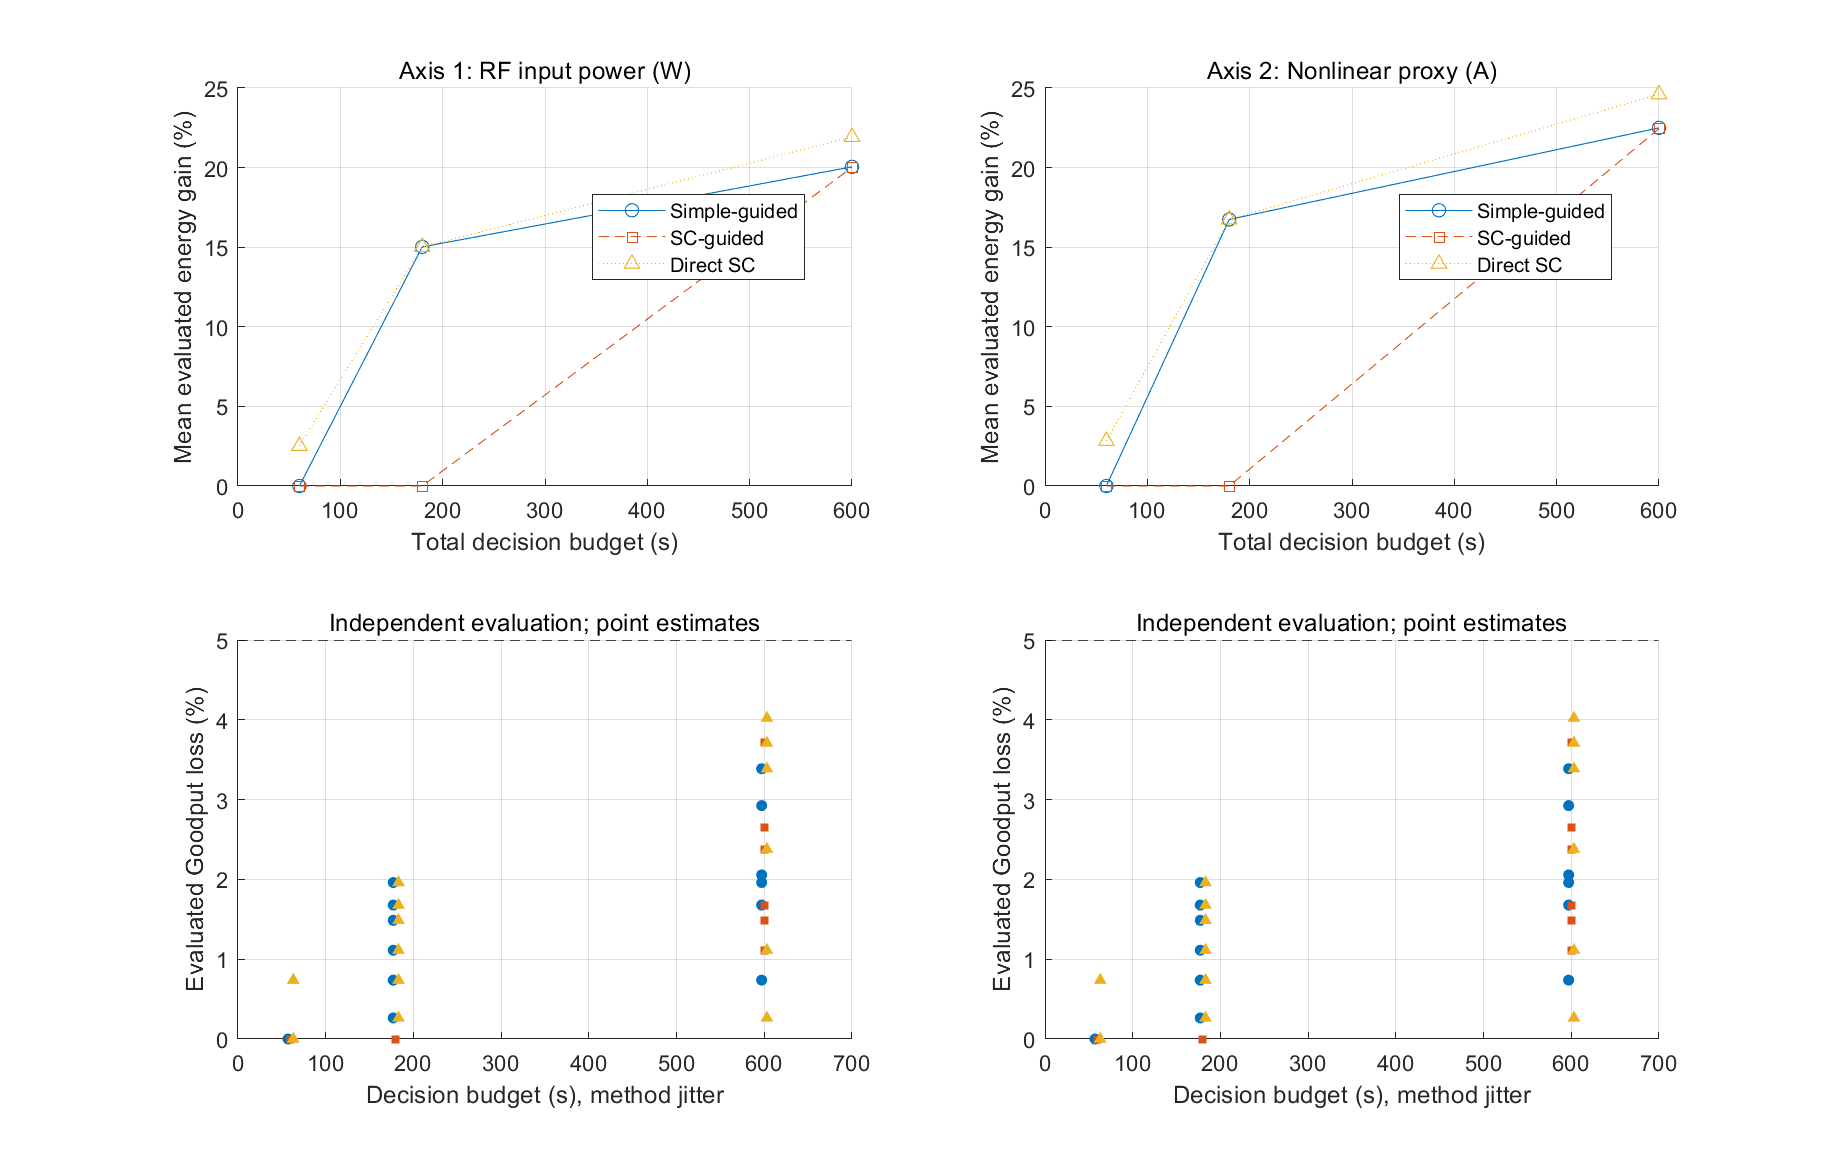 Axis 1: RF input power (W)
25
20
15
10
5
0
Mean evaluated energy gain (%)
Simple-guided
SC-guided
Direct SC
0 100 200 300 400 500 600
Total decision budget (s)
Axis 2: Nonlinear proxy (A)
25
20
15
10
5
0
Mean evaluated energy gain (%)
Simple-guided
SC-guided
Direct SC
0 100 200 300 400 500 600
Total decision budget (s)
Independent evaluation; point estimates
5
4
3
2
1
0
Evaluated Goodput loss (%)
0 100 200 300 400 500 600 700
Decision budget (s), method jitter
Independent evaluation; point estimates
5
4
3
2
1
0
Evaluated Goodput loss (%)
0 100 200 300 400 500 600 700
Decision budget (s), method jitter